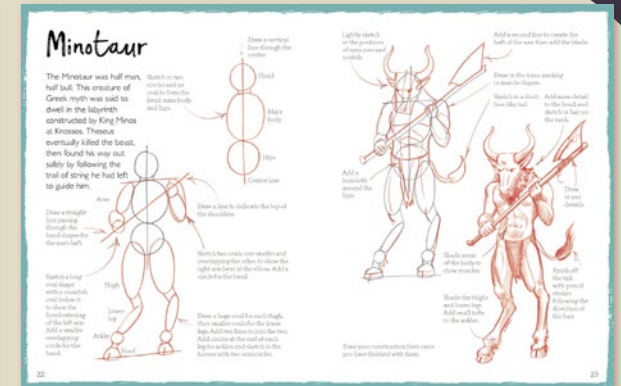 Minotaur
The Minotaur was half man,
half bull. This creature of
Greek myth was said to
dwell in the labyrinth
constructed by King Minos
at Knossos. Theseus
eventually killed the beast,
then found his way out
safely by following the
trail of string he had left
to guide him.
Sketch in two
circles and an
oval to form the
head, main body
and hips.
Draw a vertical
line through the
centre.
Head
Main
body
Hips
Centre line
Arms
Draw a line to indicate the top of
the shoulders.
Draw a straight
line passing
through the
hand shapes for
the axe's haft.
Sketch two ovals, one smaller and
overlapping the other, to show the
right arm bent at the elbow. Add a
circle for the hand.
Sketch a long
oval shape
with a roundish
oval below it
to show the
foreshortening
of the left arm.
Add a smaller
overlapping
circle for the
hand.
Thigh
Lower
leg
Ankle
Hoof
Draw a large oval for each thigh,
then smaller ovals for the lower
legs. Add two lines to join the two.
Add circles at the end of each
leg for ankles and sketch in the
hooves with two semicircles.
22
Lightly sketch
in the positions
of eyes, ears and
nostrils.
Add a second line to create the
haft of the axe, then add the blade.
Draw in the torso, masking
in muscle shapes.
Sketch in a short,
bow-like tail.
Add more detail
to the head and
sketch in fur on
the neck.
Add a
loincloth
around the
hips.
Draw
in axe
details.
Shade areas
of the body to
show muscles.
Shade the thighs
and lower legs.
Add small tufts
to the ankles.
Finish off
the tail
with pencil
strokes
following the
direction of
the hair.
Erase your construction lines once
you have finished with them.
23